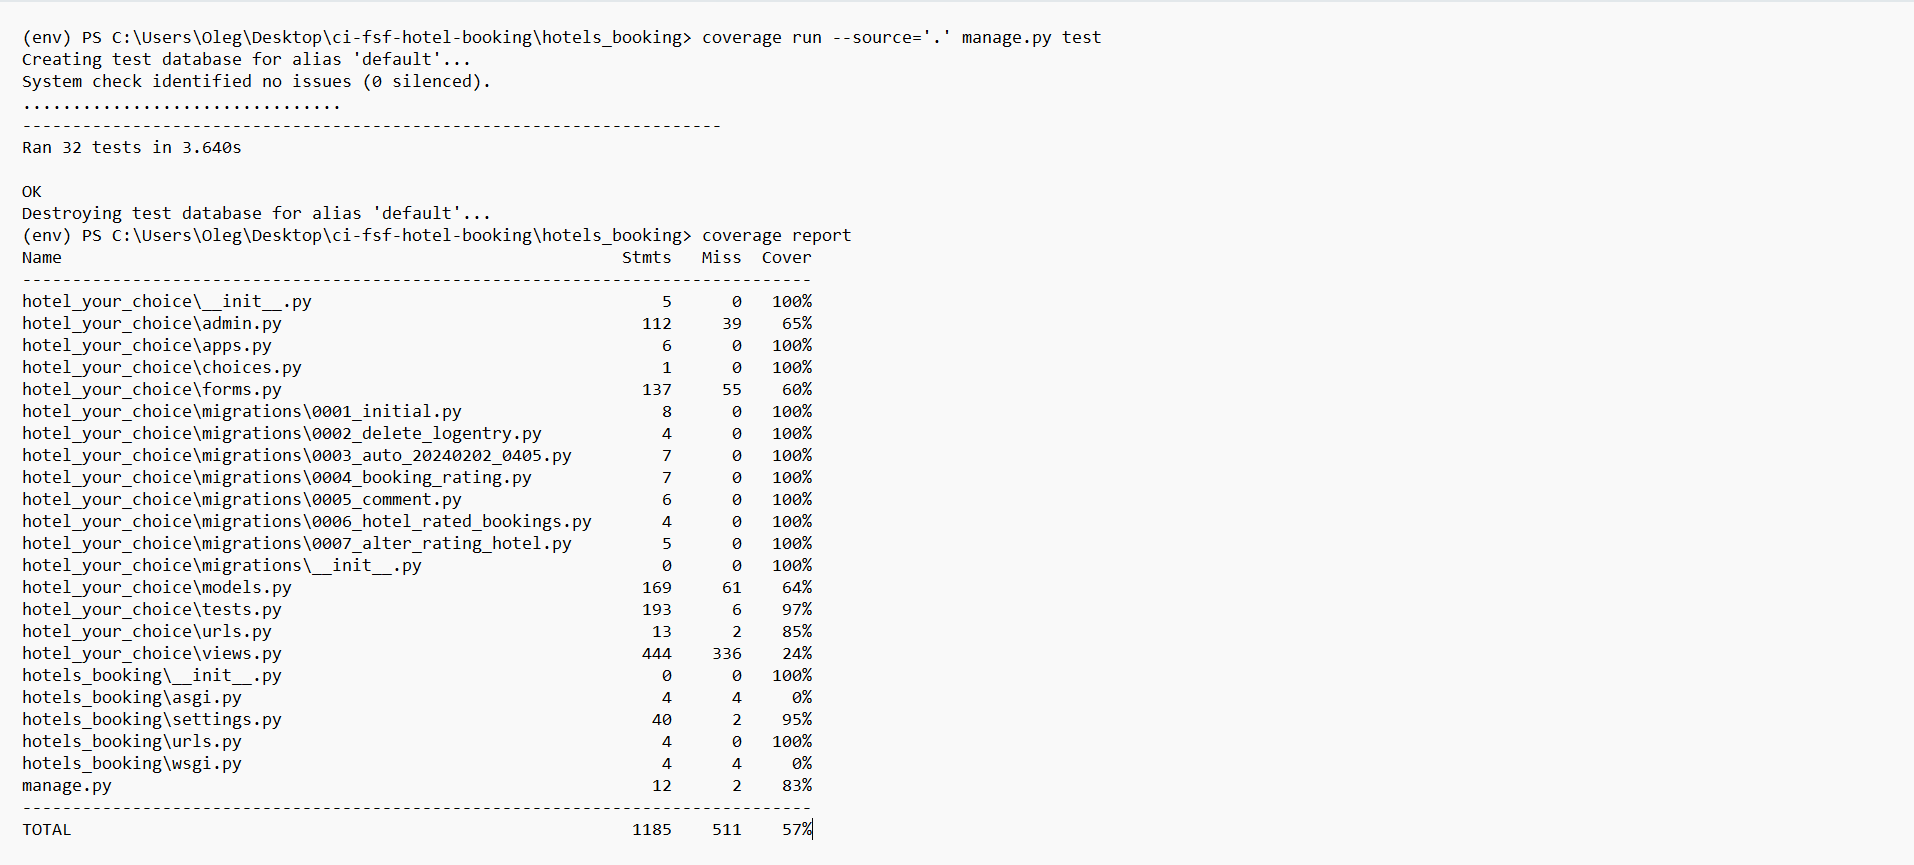 (env) PS C:\Users\Oleg\Desktop\ci-fsf-hotel-booking\hotels_booking> coverage run --source='.' manage.py test
Creating test database for alias 'default'...
System check identified no issues (0 silenced).
................................
----------------------------------------------------------------------
Ran 32 tests in 3.640s

OK
Destroying test database for alias 'default'...
(env) PS C:\Users\Oleg\Desktop\ci-fsf-hotel-booking\hotels_booking> coverage report
Name                                                        Stmts   Miss  Cover
-------------------------------------------------------------------------------
hotel_your_choice\__init__.py                                   5      0   100%
hotel_your_choice\admin.py                                    112     39    65%
hotel_your_choice\apps.py                                       6      0   100%
hotel_your_choice\choices.py                                    1      0   100%
hotel_your_choice\forms.py                                    137     55    60%
hotel_your_choice\migrations\0001_initial.py                    8      0   100%
hotel_your_choice\migrations\0002_delete_logentry.py            4      0   100%
hotel_your_choice\migrations\0003_auto_20240202_0405.py         7      0   100%
hotel_your_choice\migrations\0004_booking_rating.py             7      0   100%
hotel_your_choice\migrations\0005_comment.py                    6      0   100%
hotel_your_choice\migrations\0006_hotel_rated_bookings.py       4      0   100%
hotel_your_choice\migrations\0007_alter_rating_hotel.py         5      0   100%
hotel_your_choice\migrations\__init__.py                        0      0   100%
hotel_your_choice\models.py                                   169     61    64%
hotel_your_choice\tests.py                                    193      6    97%
hotel_your_choice\urls.py                                      13      2    85%
hotel_your_choice\views.py                                    444    336    24%
hotels_booking\__init__.py                                      0      0   100%
hotels_booking\asgi.py                                          4      4     0%
hotels_booking\settings.py                                     40      2    95%
hotels_booking\urls.py                                          4      0   100%
hotels_booking\wsgi.py                                          4      4     0%
manage.py                                                      12      2    83%
-------------------------------------------------------------------------------
TOTAL                                                        1185    511    57%